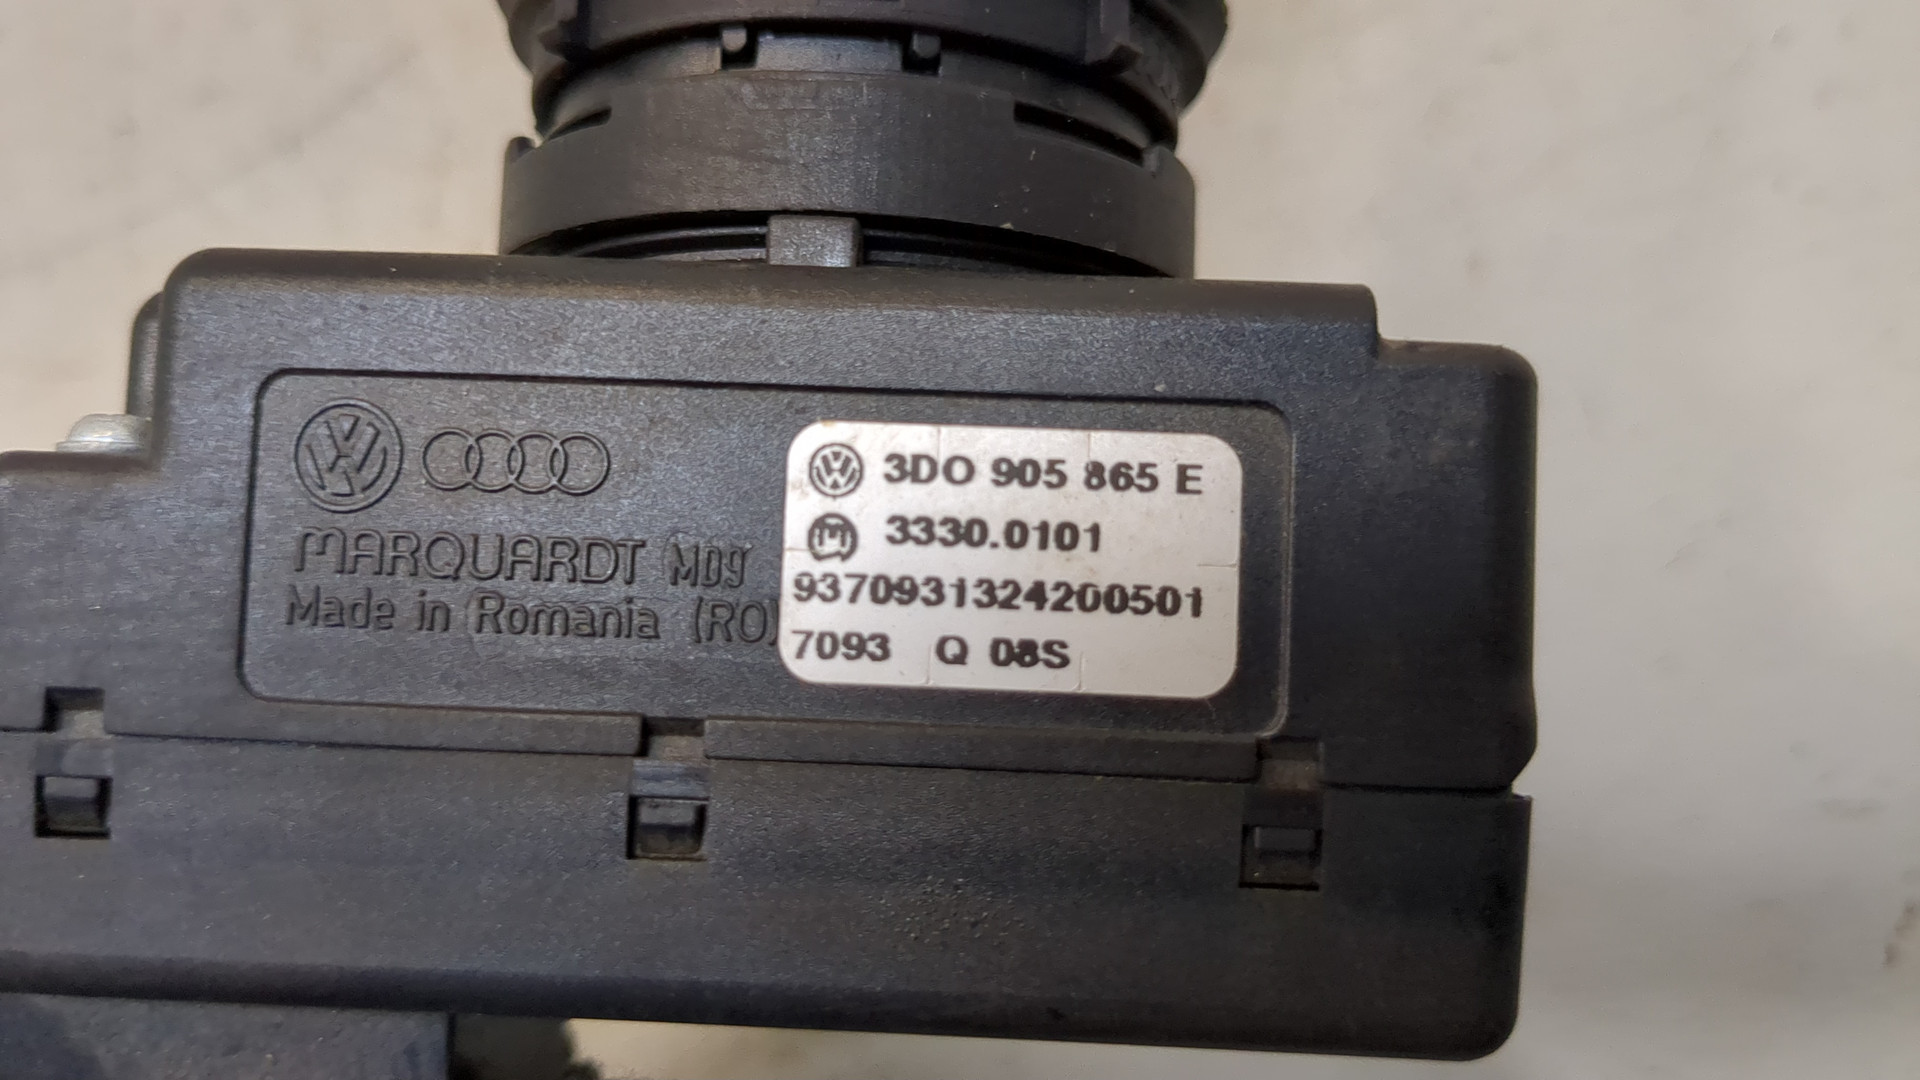 MARQUARDT M09
Made in Romania (RO)
3D0 905 865 E
3330.0101
9370931324200501
7093 Q 08S